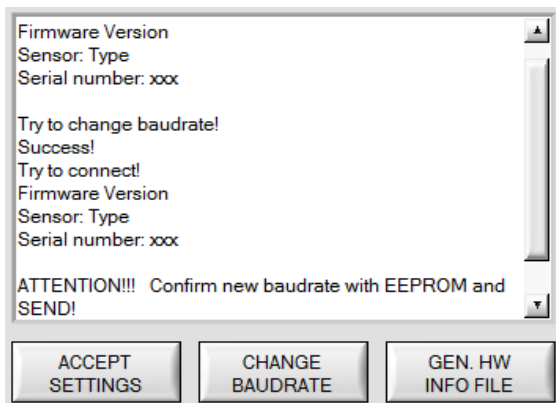 Firmware Version
Sensor: Type
Serial number: xxx
Try to change baudrate!
Success!
Try to connect!
Firmware Version
Sensor: Type
Serial number: xxx
ATTENTION!!!   Confirm new baudrate with EEPROM and
SEND!
ACCEPT
SETTINGS
CHANGE
BAUDRATE
GEN. HW
INFO FILE